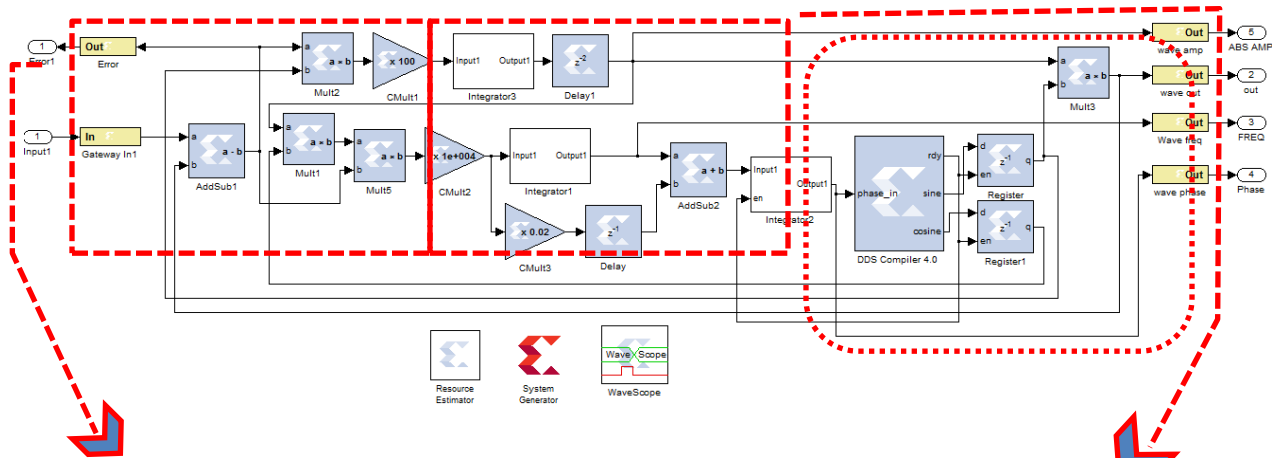 1
Error1
Out
Error
a
b
a * b
Mult2
x 100
CMult1
Input1
Output1
Integrator3
z-2
Delay1
a
b
a * b
Mult3
Out
wave amp
5
ABS AMP
Out
wave out
2
out
Out
Wave freq
3
FREQ
Out
wave phase
4
Phase
1
Input1
In
Gateway In1
a
b
a - b
AddSub1
a
b
a * b
Mult1
a
b
a * b
Mult5
x 1e+004
CMult2
Input1
Output1
Integrator1
x 0.02
CMult3
z-1
Delay
a
b
a + b
AddSub2
Input1
en
Output1
Integrator2
phase_in
rdy
sine
cosine
DDS Compiler 4.0
d
en
z-1
q
Register
d
en
z-1
q
Register1
Resource
Estimator
System
Generator
Wave Scope
WaveScope